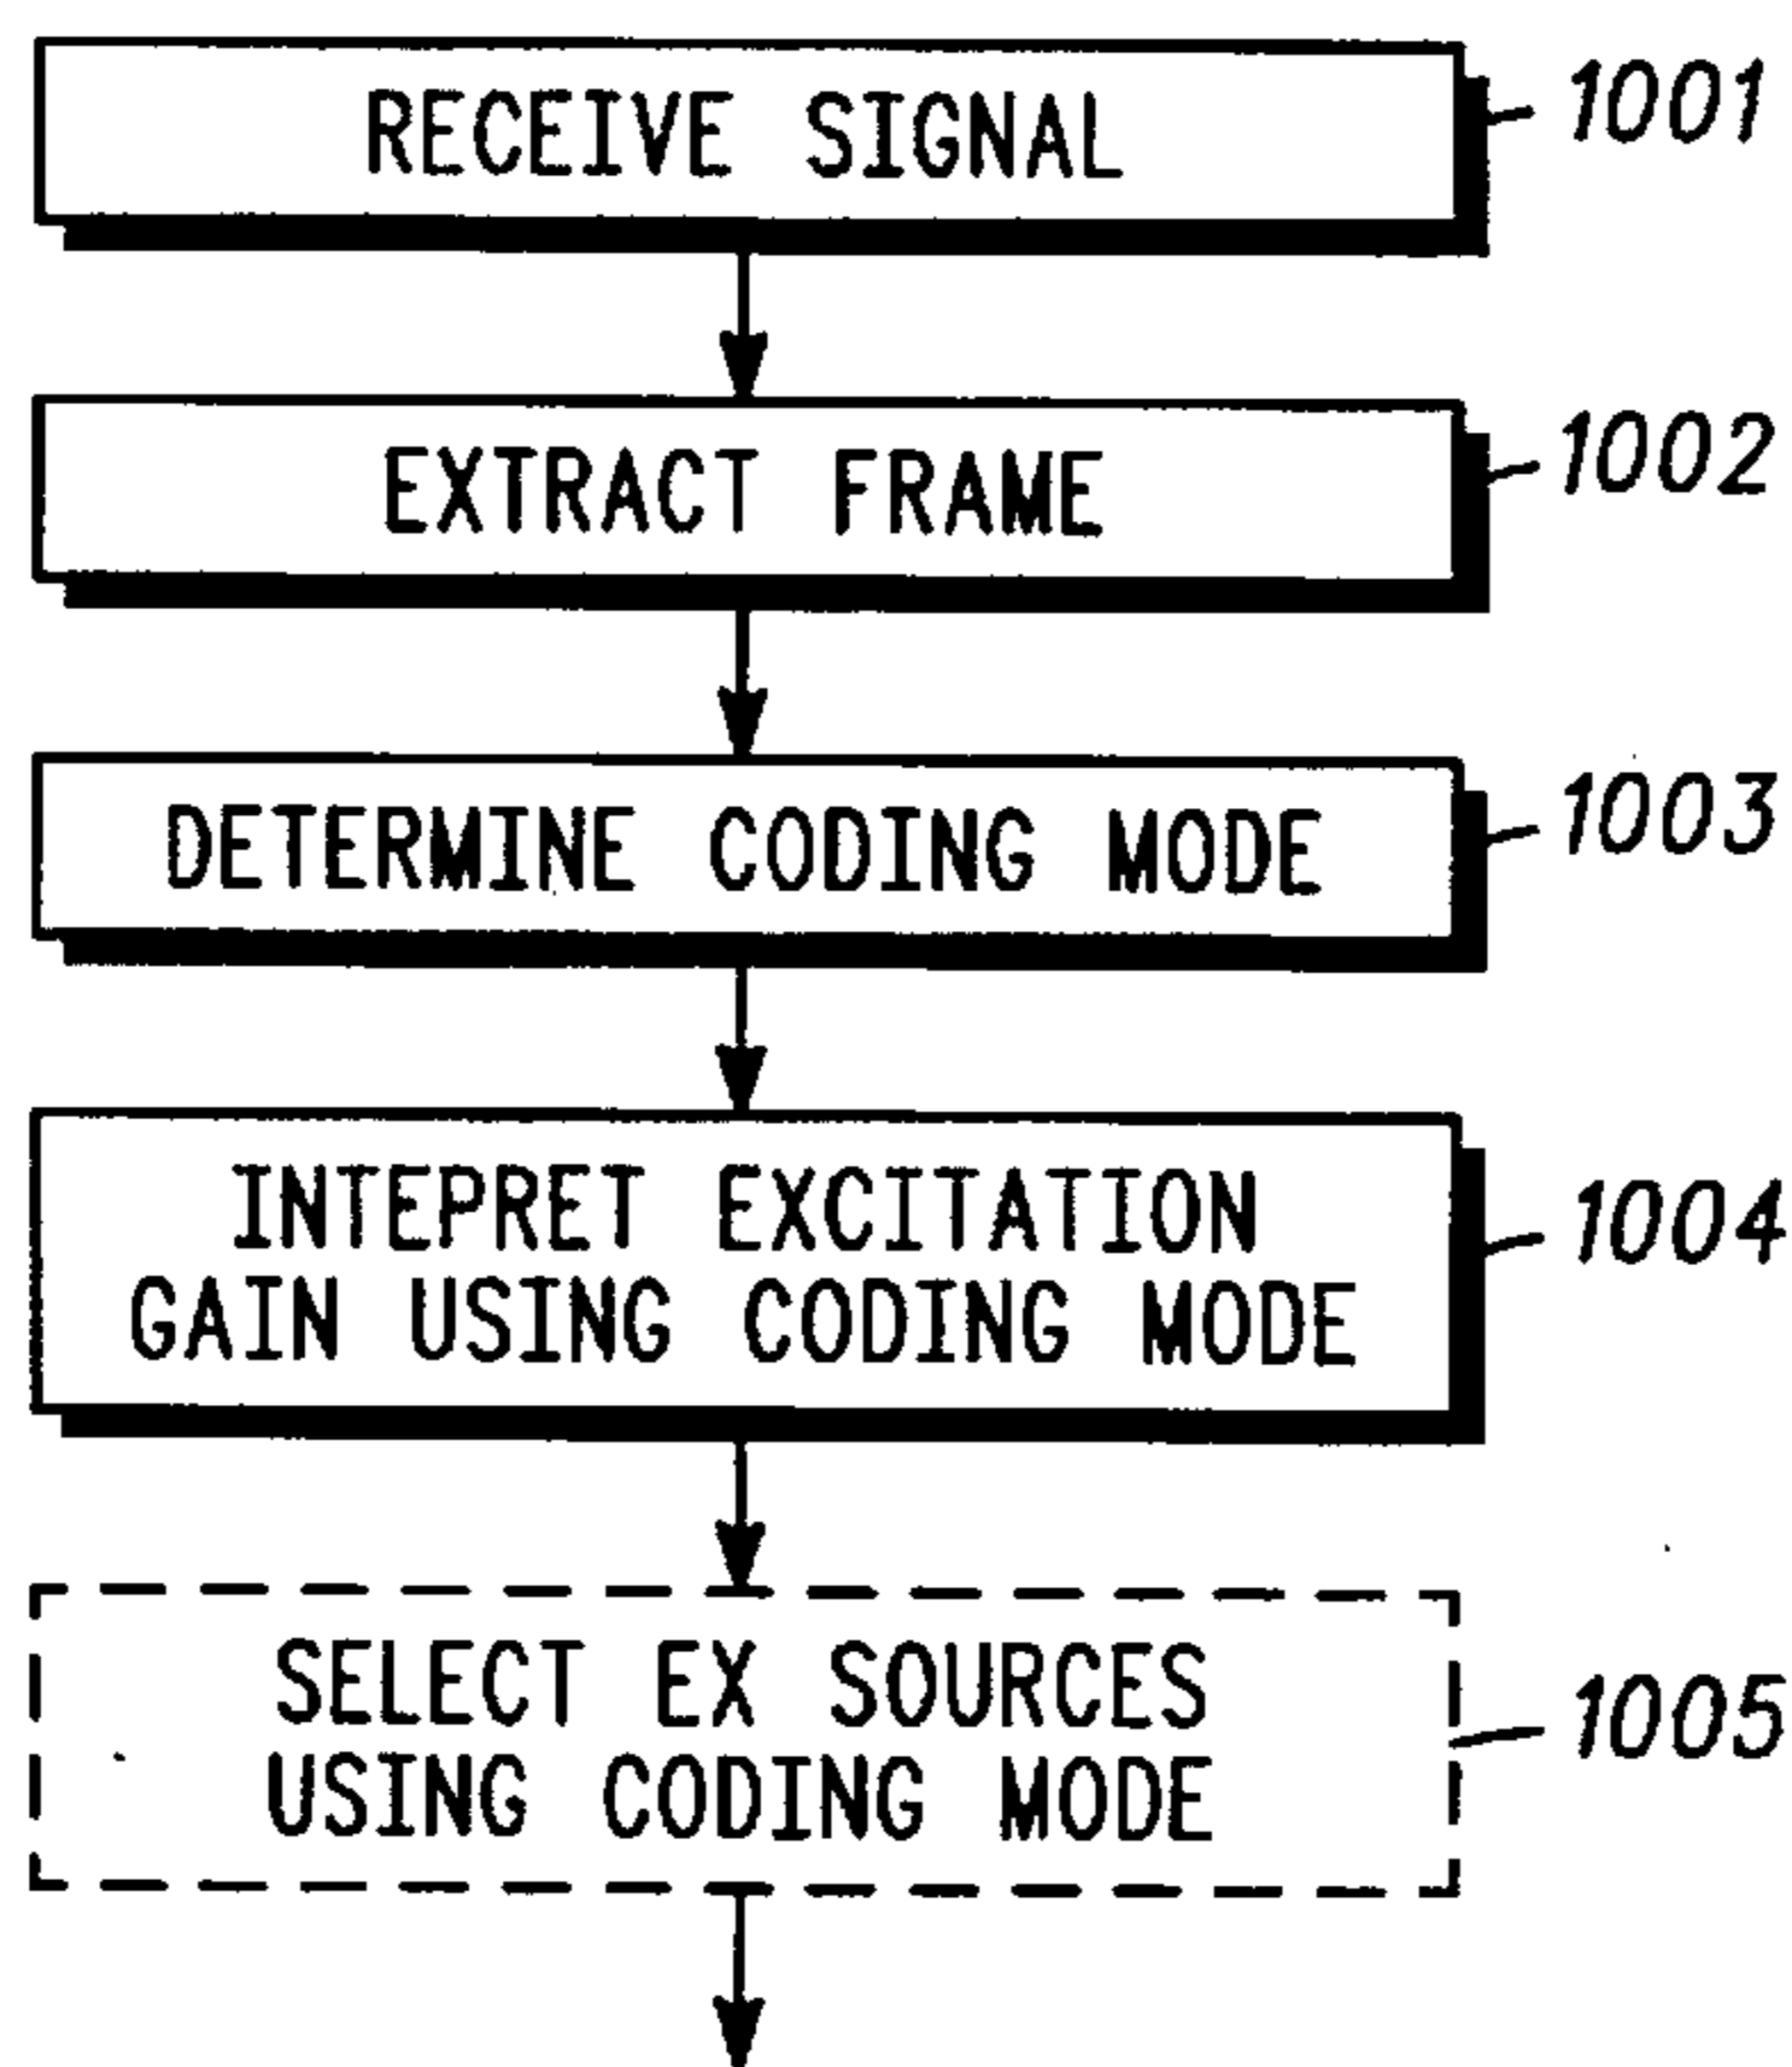 RECEIVE SIGNAL
1001
EXTRACT FRAME
1002
DETERMINE CODING MODE
1003
INTEPRET EXCITATION
GAIN USING CODING MODE
1004
SELECT EX SOURCES
USING CODING MODE
1005